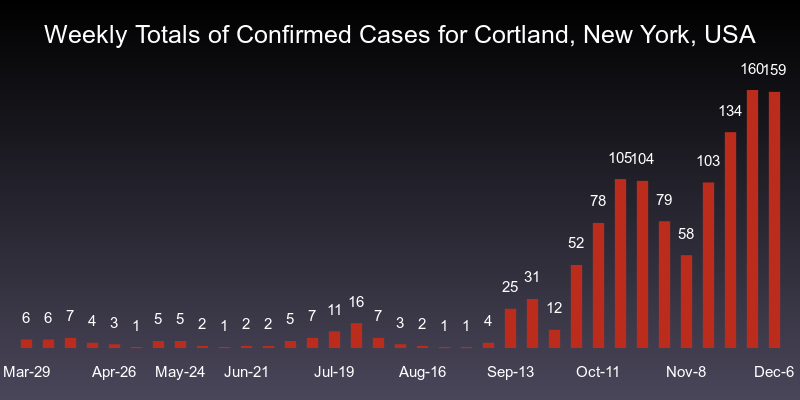 Weekly Totals of Confirmed Cases for Cortland, New York, USA
6 6 7 4 3 1 5 5 2 1 2 2 5 7 11 16 7 3 2 1 1 4 25 31 12 52 78 105 104 79 58 103 134 160 159
Mar-29 Apr-26 May-24 Jun-21 Jul-19 Aug-16 Sep-13 Oct-11 Nov-8 Dec-6